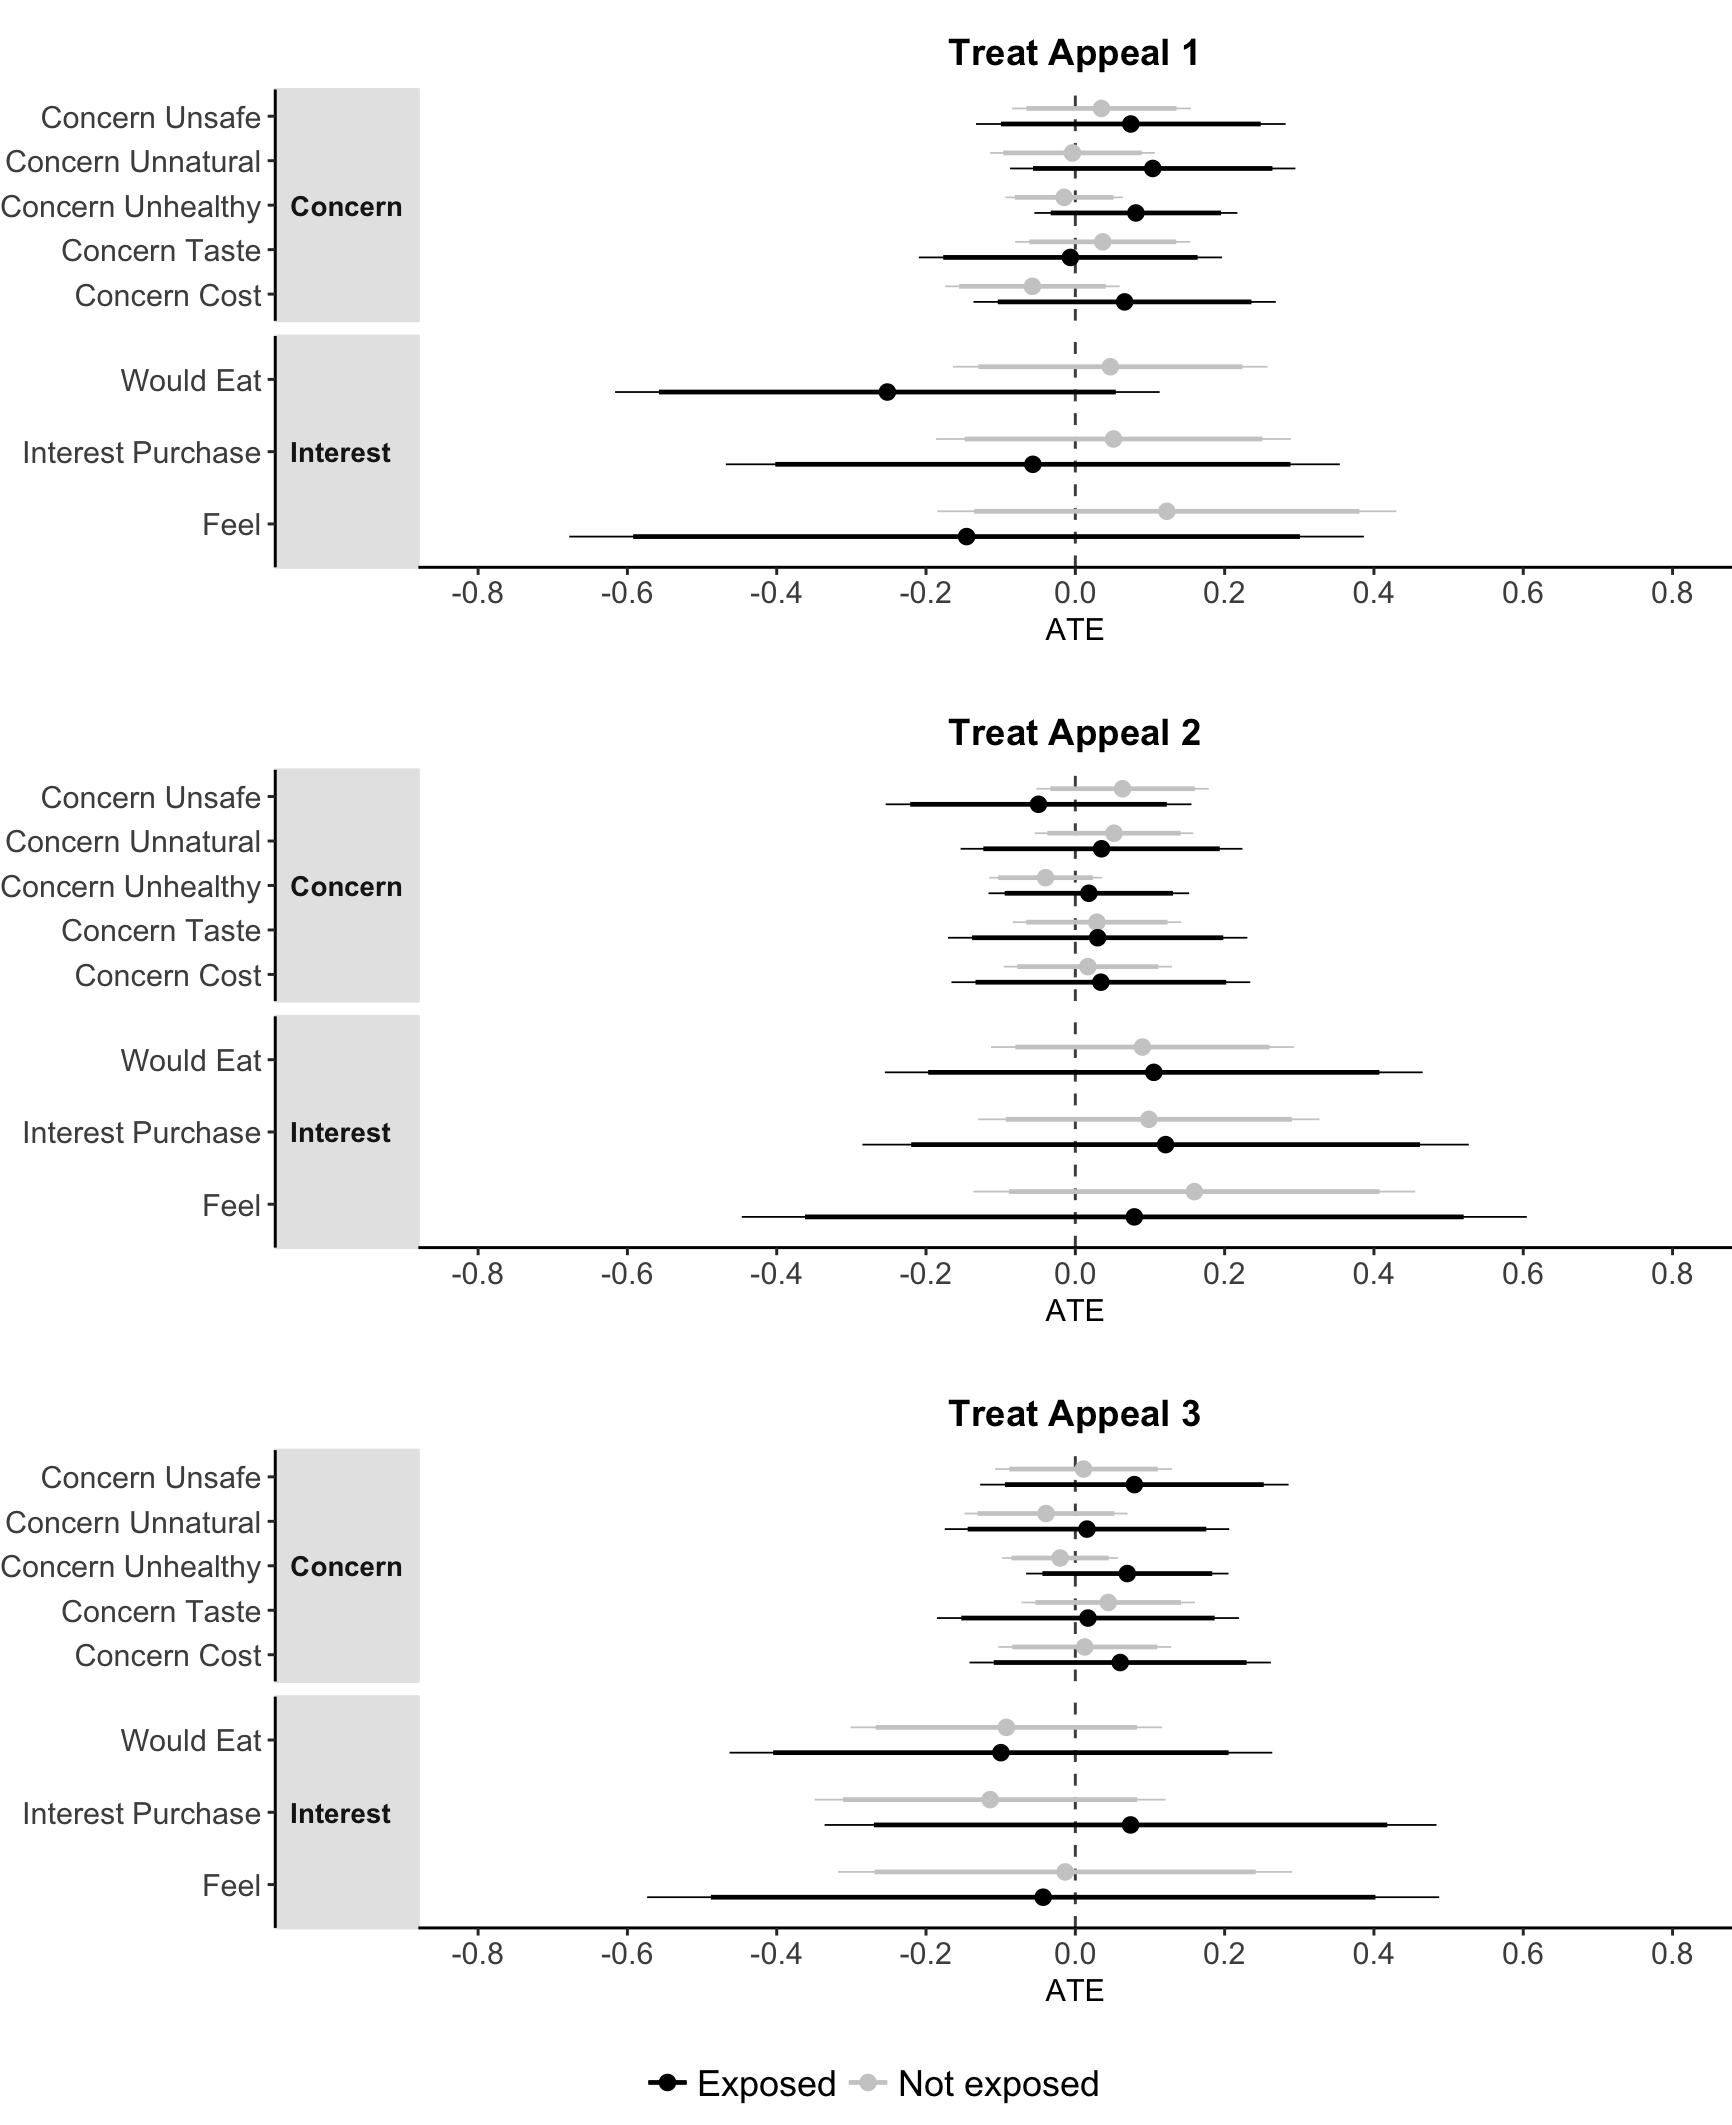 Treat Appeal 1
Concern Unsafe
Concern Unnatural
Concern Unhealthy
Concern Taste
Concern Cost
Concern
Would Eat
Interest Purchase
Feel
Interest
-0.8 -0.6 -0.4 -0.2 0.0 0.2 0.4 0.6 0.8
ATE
Treat Appeal 2
Concern Unsafe
Concern Unnatural
Concern Unhealthy
Concern Taste
Concern Cost
Concern
Would Eat
Interest Purchase
Feel
Interest
-0.8 -0.6 -0.4 -0.2 0.0 0.2 0.4 0.6 0.8
ATE
Treat Appeal 3
Concern Unsafe
Concern Unnatural
Concern Unhealthy
Concern Taste
Concern Cost
Concern
Would Eat
Interest Purchase
Feel
Interest
-0.8 -0.6 -0.4 -0.2 0.0 0.2 0.4 0.6 0.8
ATE
Exposed Not exposed